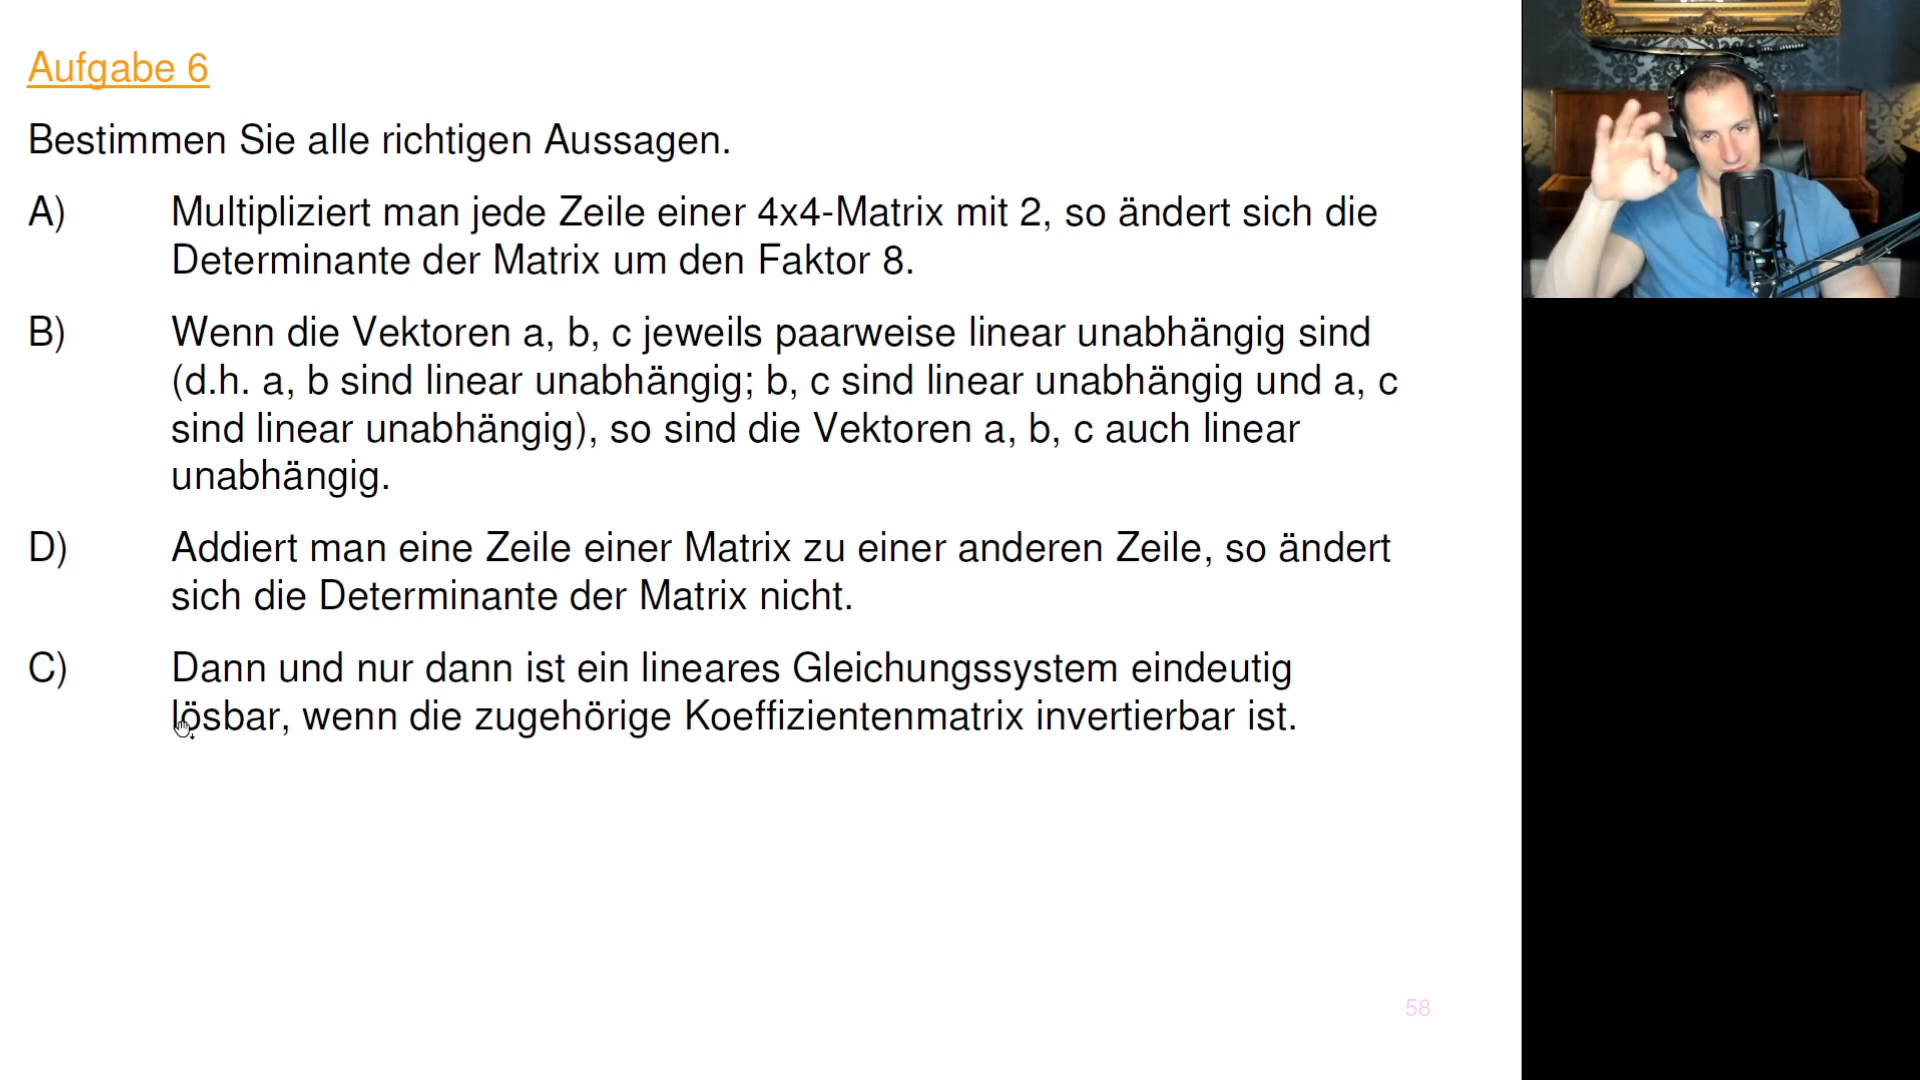 Aufgabe 6
Bestimmen Sie alle richtigen Aussagen.
A) Multipliziert man jede Zeile einer 4x4-Matrix mit 2, so ändert sich die
Determinante der Matrix um den Faktor 8.
B) Wenn die Vektoren a, b, c jeweils paarweise linear unabhängig sind
(d.h. a, b sind linear unabhängig; b, c sind linear unabhängig und a, c
sind linear unabhängig), so sind die Vektoren a, b, c auch linear
unabhängig.
D) Addiert man eine Zeile einer Matrix zu einer anderen Zeile, so ändert
sich die Determinante der Matrix nicht.
C) Dann und nur dann ist ein lineares Gleichungssystem eindeutig
lösbar, wenn die zugehörige Koeffizientenmatrix invertierbar ist.
58